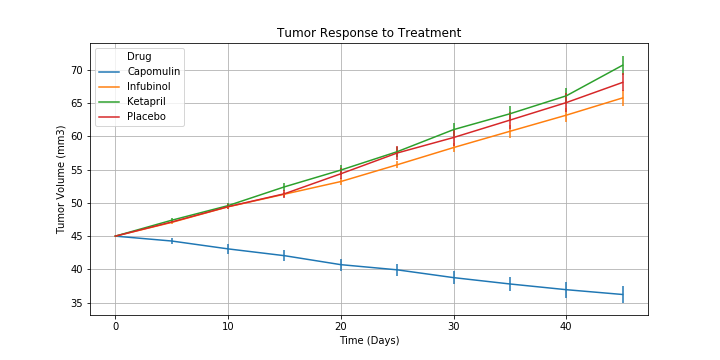 Tumor Response to Treatment
Drug
Capomulin
Infubinol
Ketapril
Placebo
Tumor Volume (mm3)
70
65
60
55
50
45
40
35
0
10
20
30
40
Time (Days)